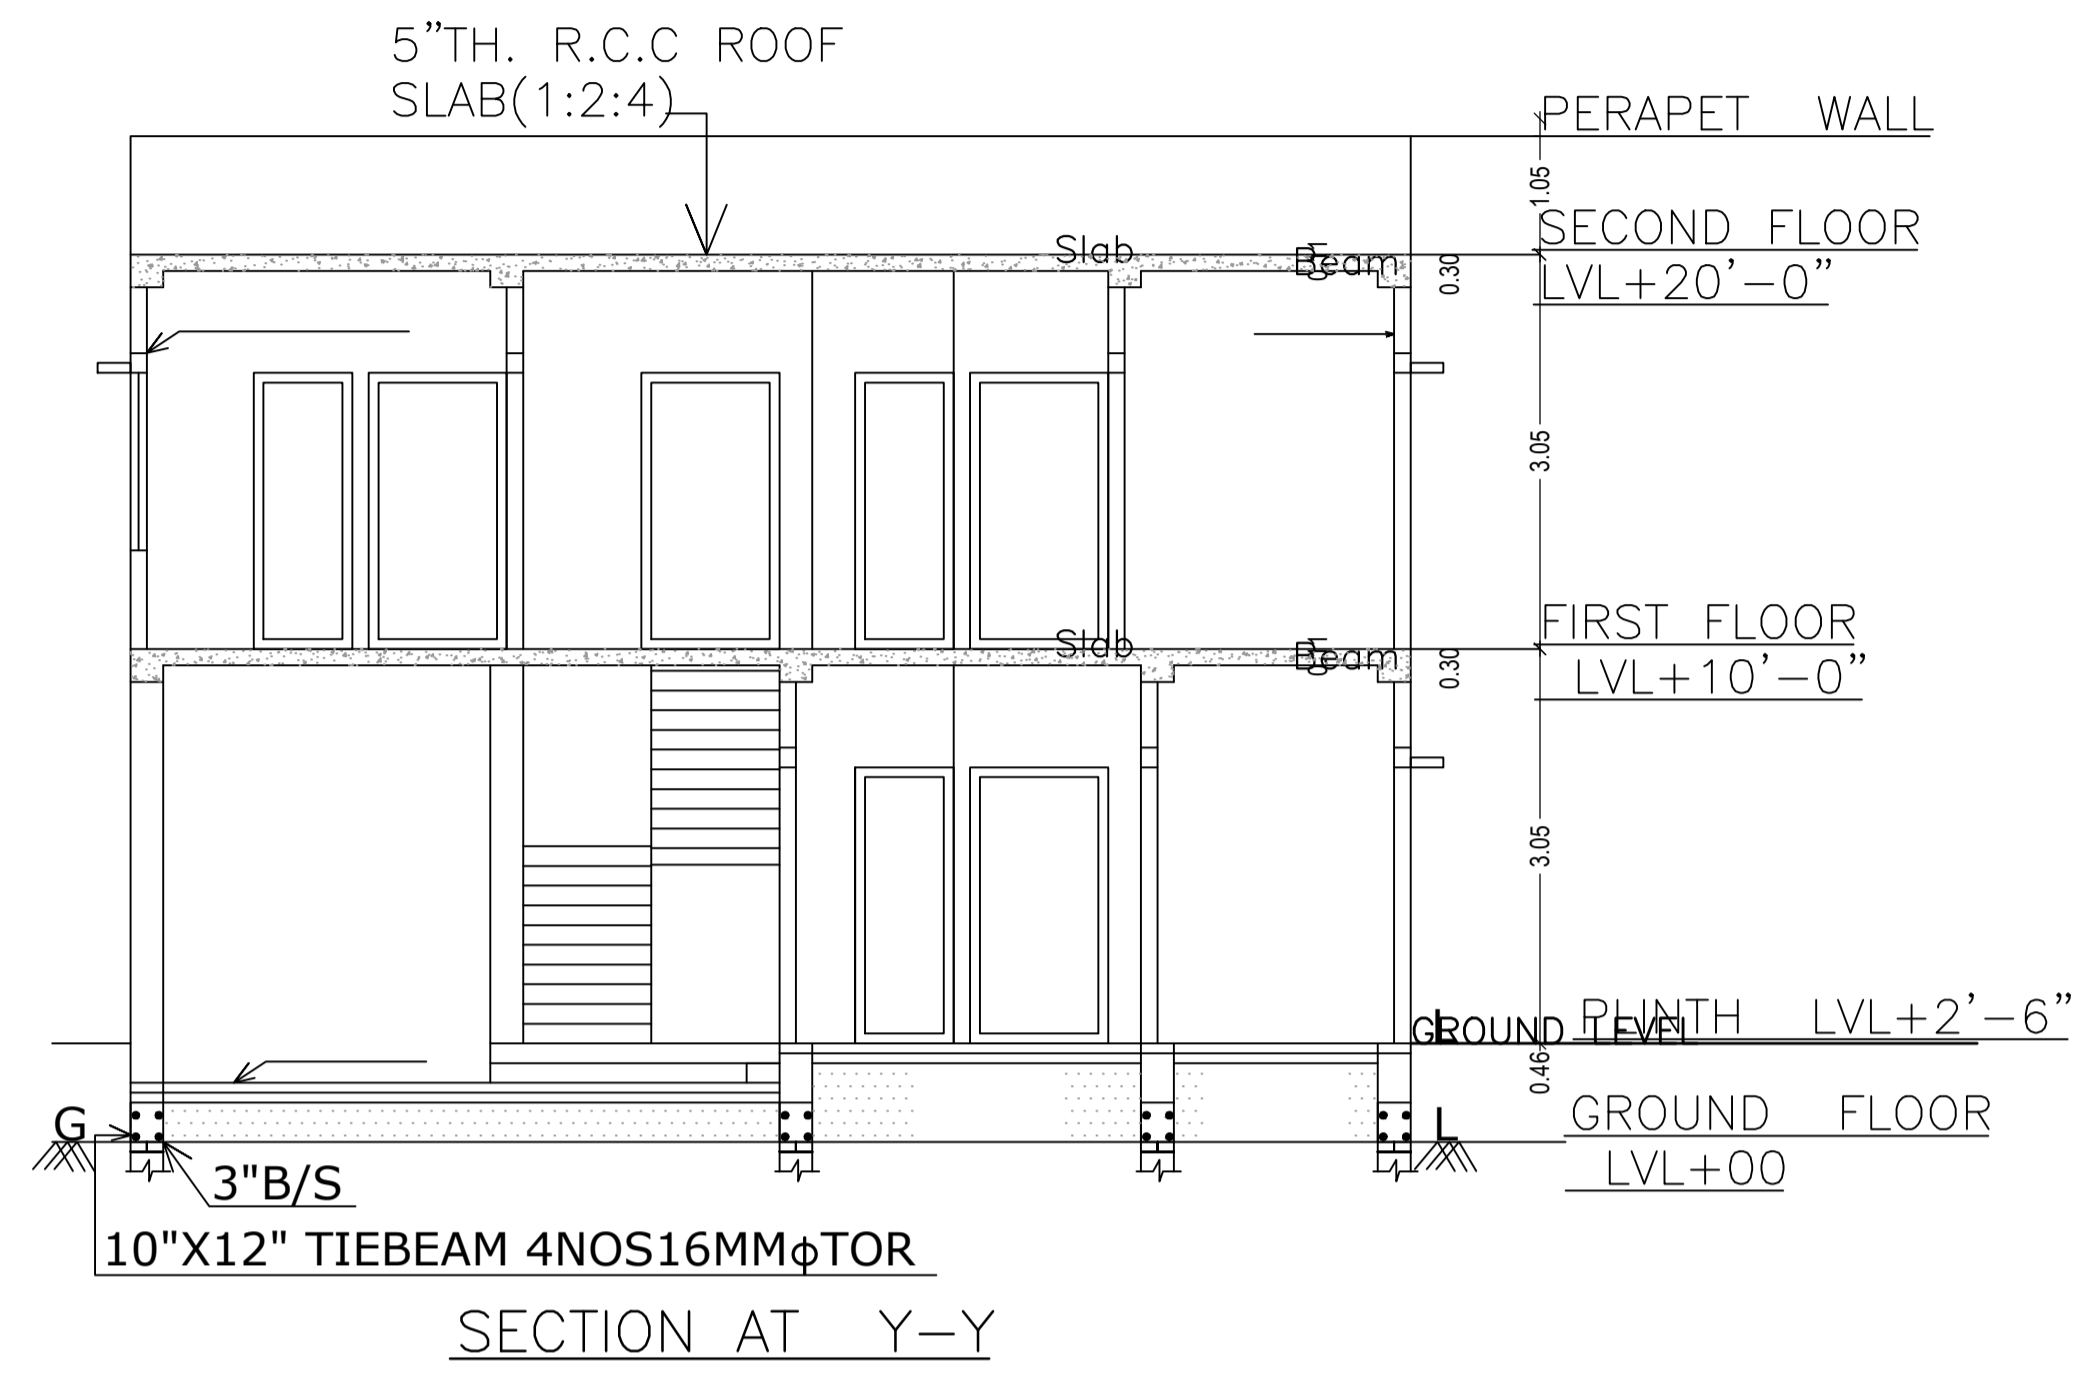 5”TH. R.C.C ROOF
SLAB(1:2:4)
PERAPET WALL
1.05
SECOND FLOOR
LVL+20’-0”
Slab
Beam
0.30
3.05
FIRST FLOOR
LVL+10’-0”
Slab
Beam
0.30
3.05
PLINTH LVL+2’-6”
GROUND LEVEL
L
0.46
GROUND FLOOR
LVL+00
G
L
3"B/S
10"X12" TIEBEAM 4NOS16MMϕTOR
SECTION AT Y-Y